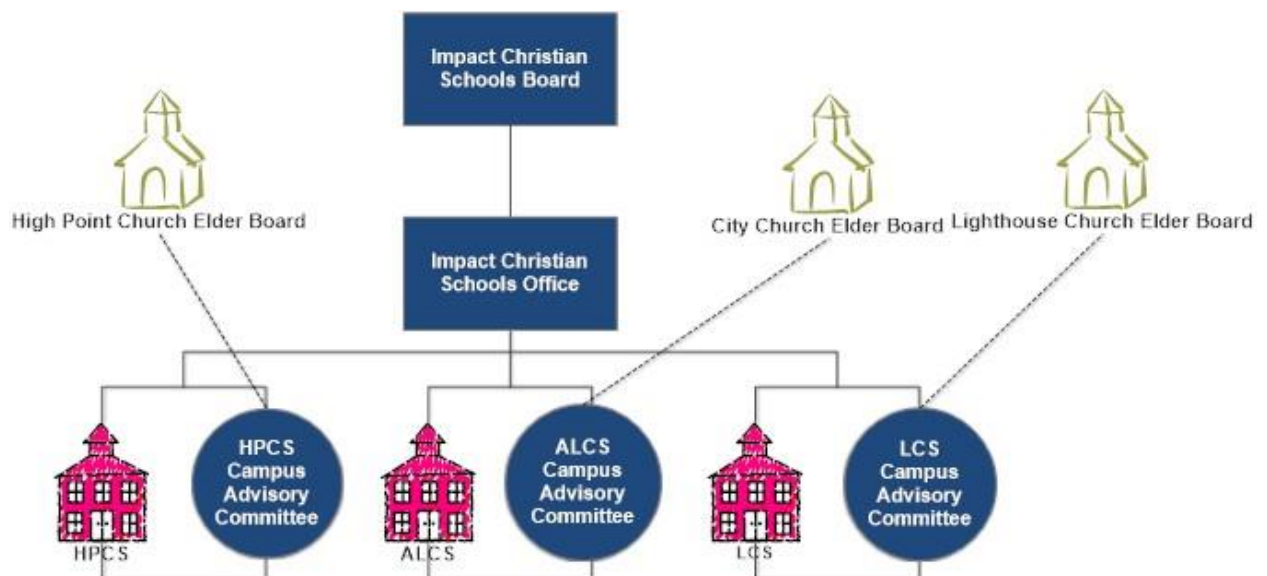 Impact Christian
Schools Board
High Point Church Elder Board
City Church Elder Board
Lighthouse Church Elder Board
Impact Christian
Schools Office
HPCS
HPCS
Campus
Advisory
Committee
ALCS
ALCS
Campus
Advisory
Committee
LCS
LCS
Campus
Advisory
Committee